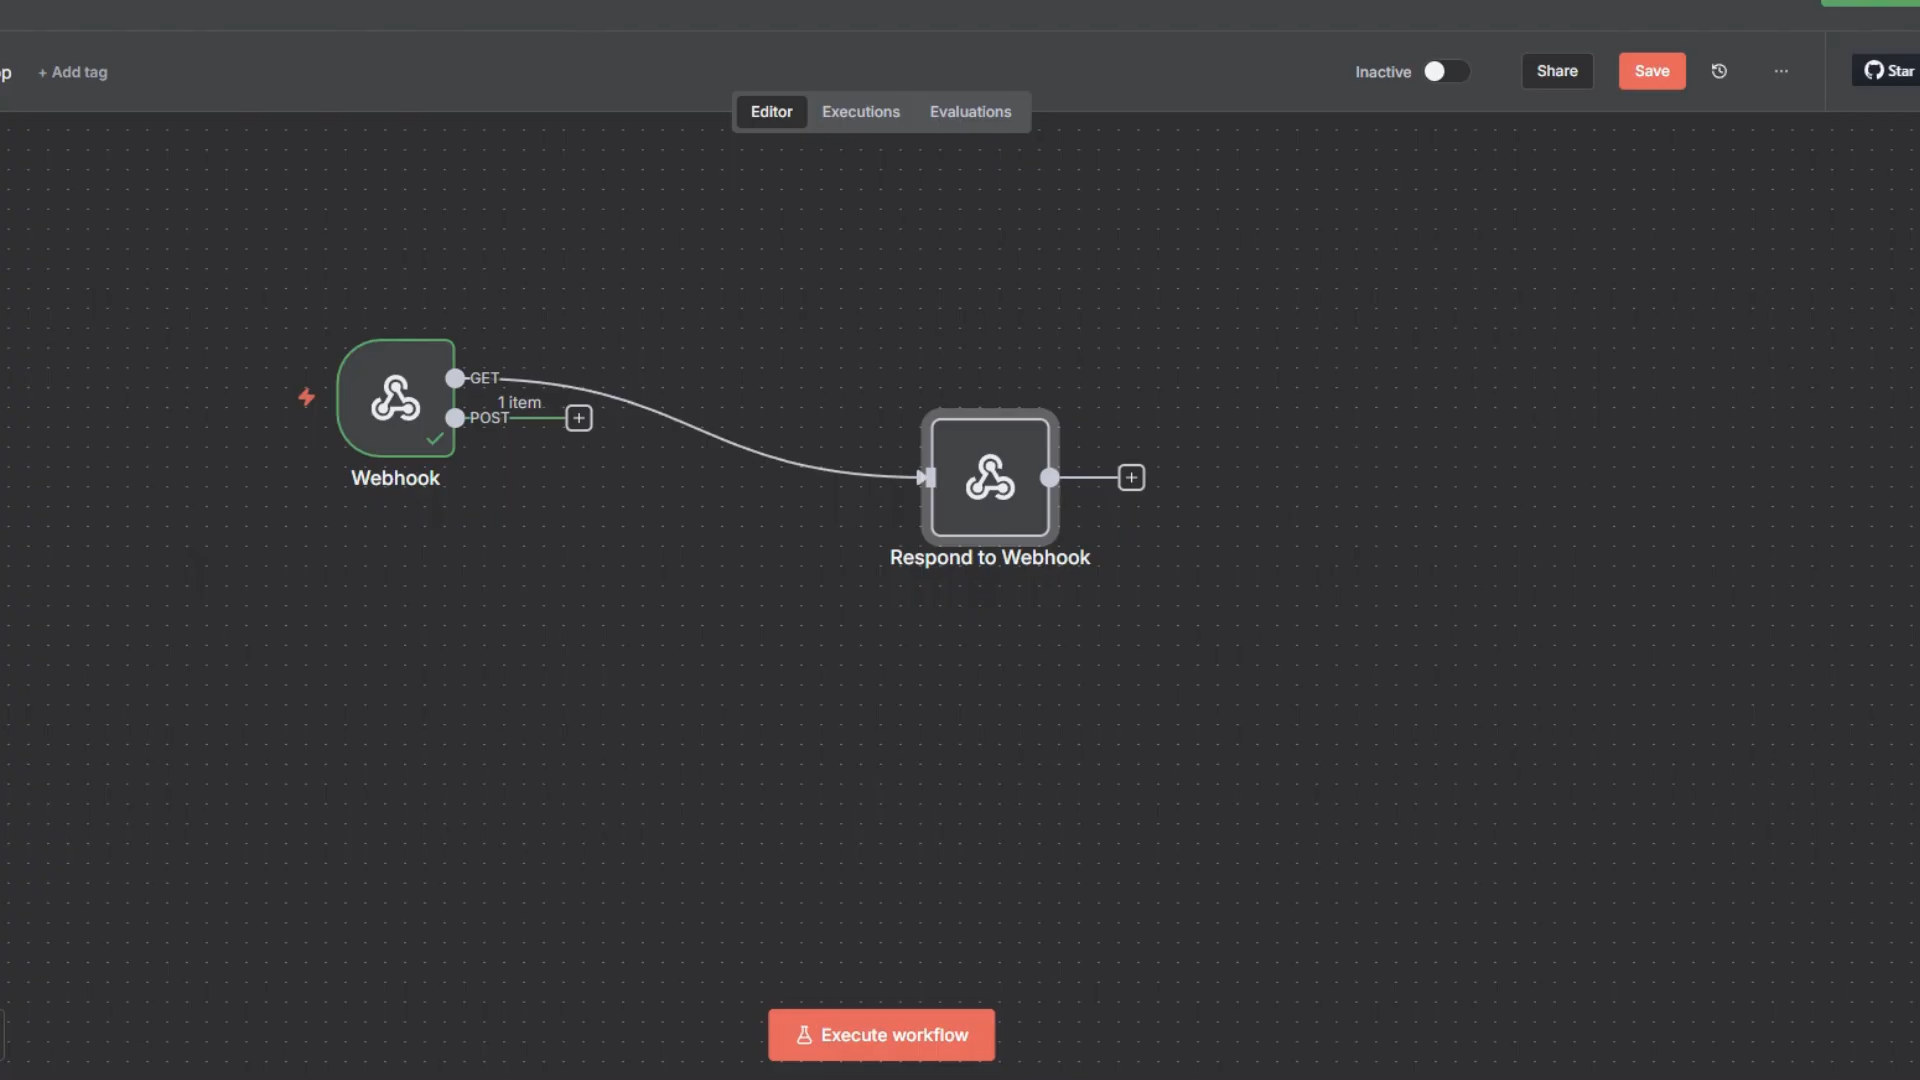 p
+ Add tag
Inactive
Share
Save
Star
Editor
Executions
Evaluations
GET
1 item
POST
Webhook
Respond to Webhook
Execute workflow